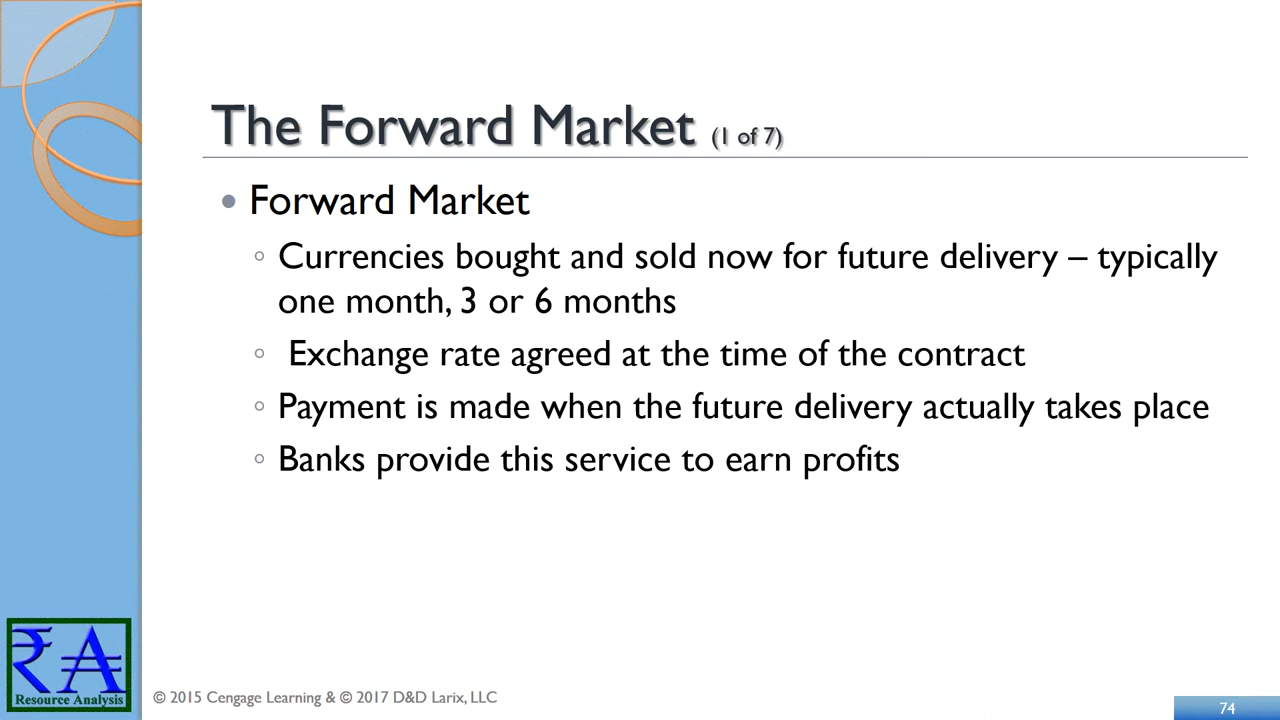 The Forward Market (1 of 7)
• Forward Market
◦ Currencies bought and sold now for future delivery – typically
one month, 3 or 6 months
◦ Exchange rate agreed at the time of the contract
◦ Payment is made when the future delivery actually takes place
◦ Banks provide this service to earn profits
₹ A
Resource Analysis
© 2015 Cengage Learning & © 2017 D&D Larix, LLC
74